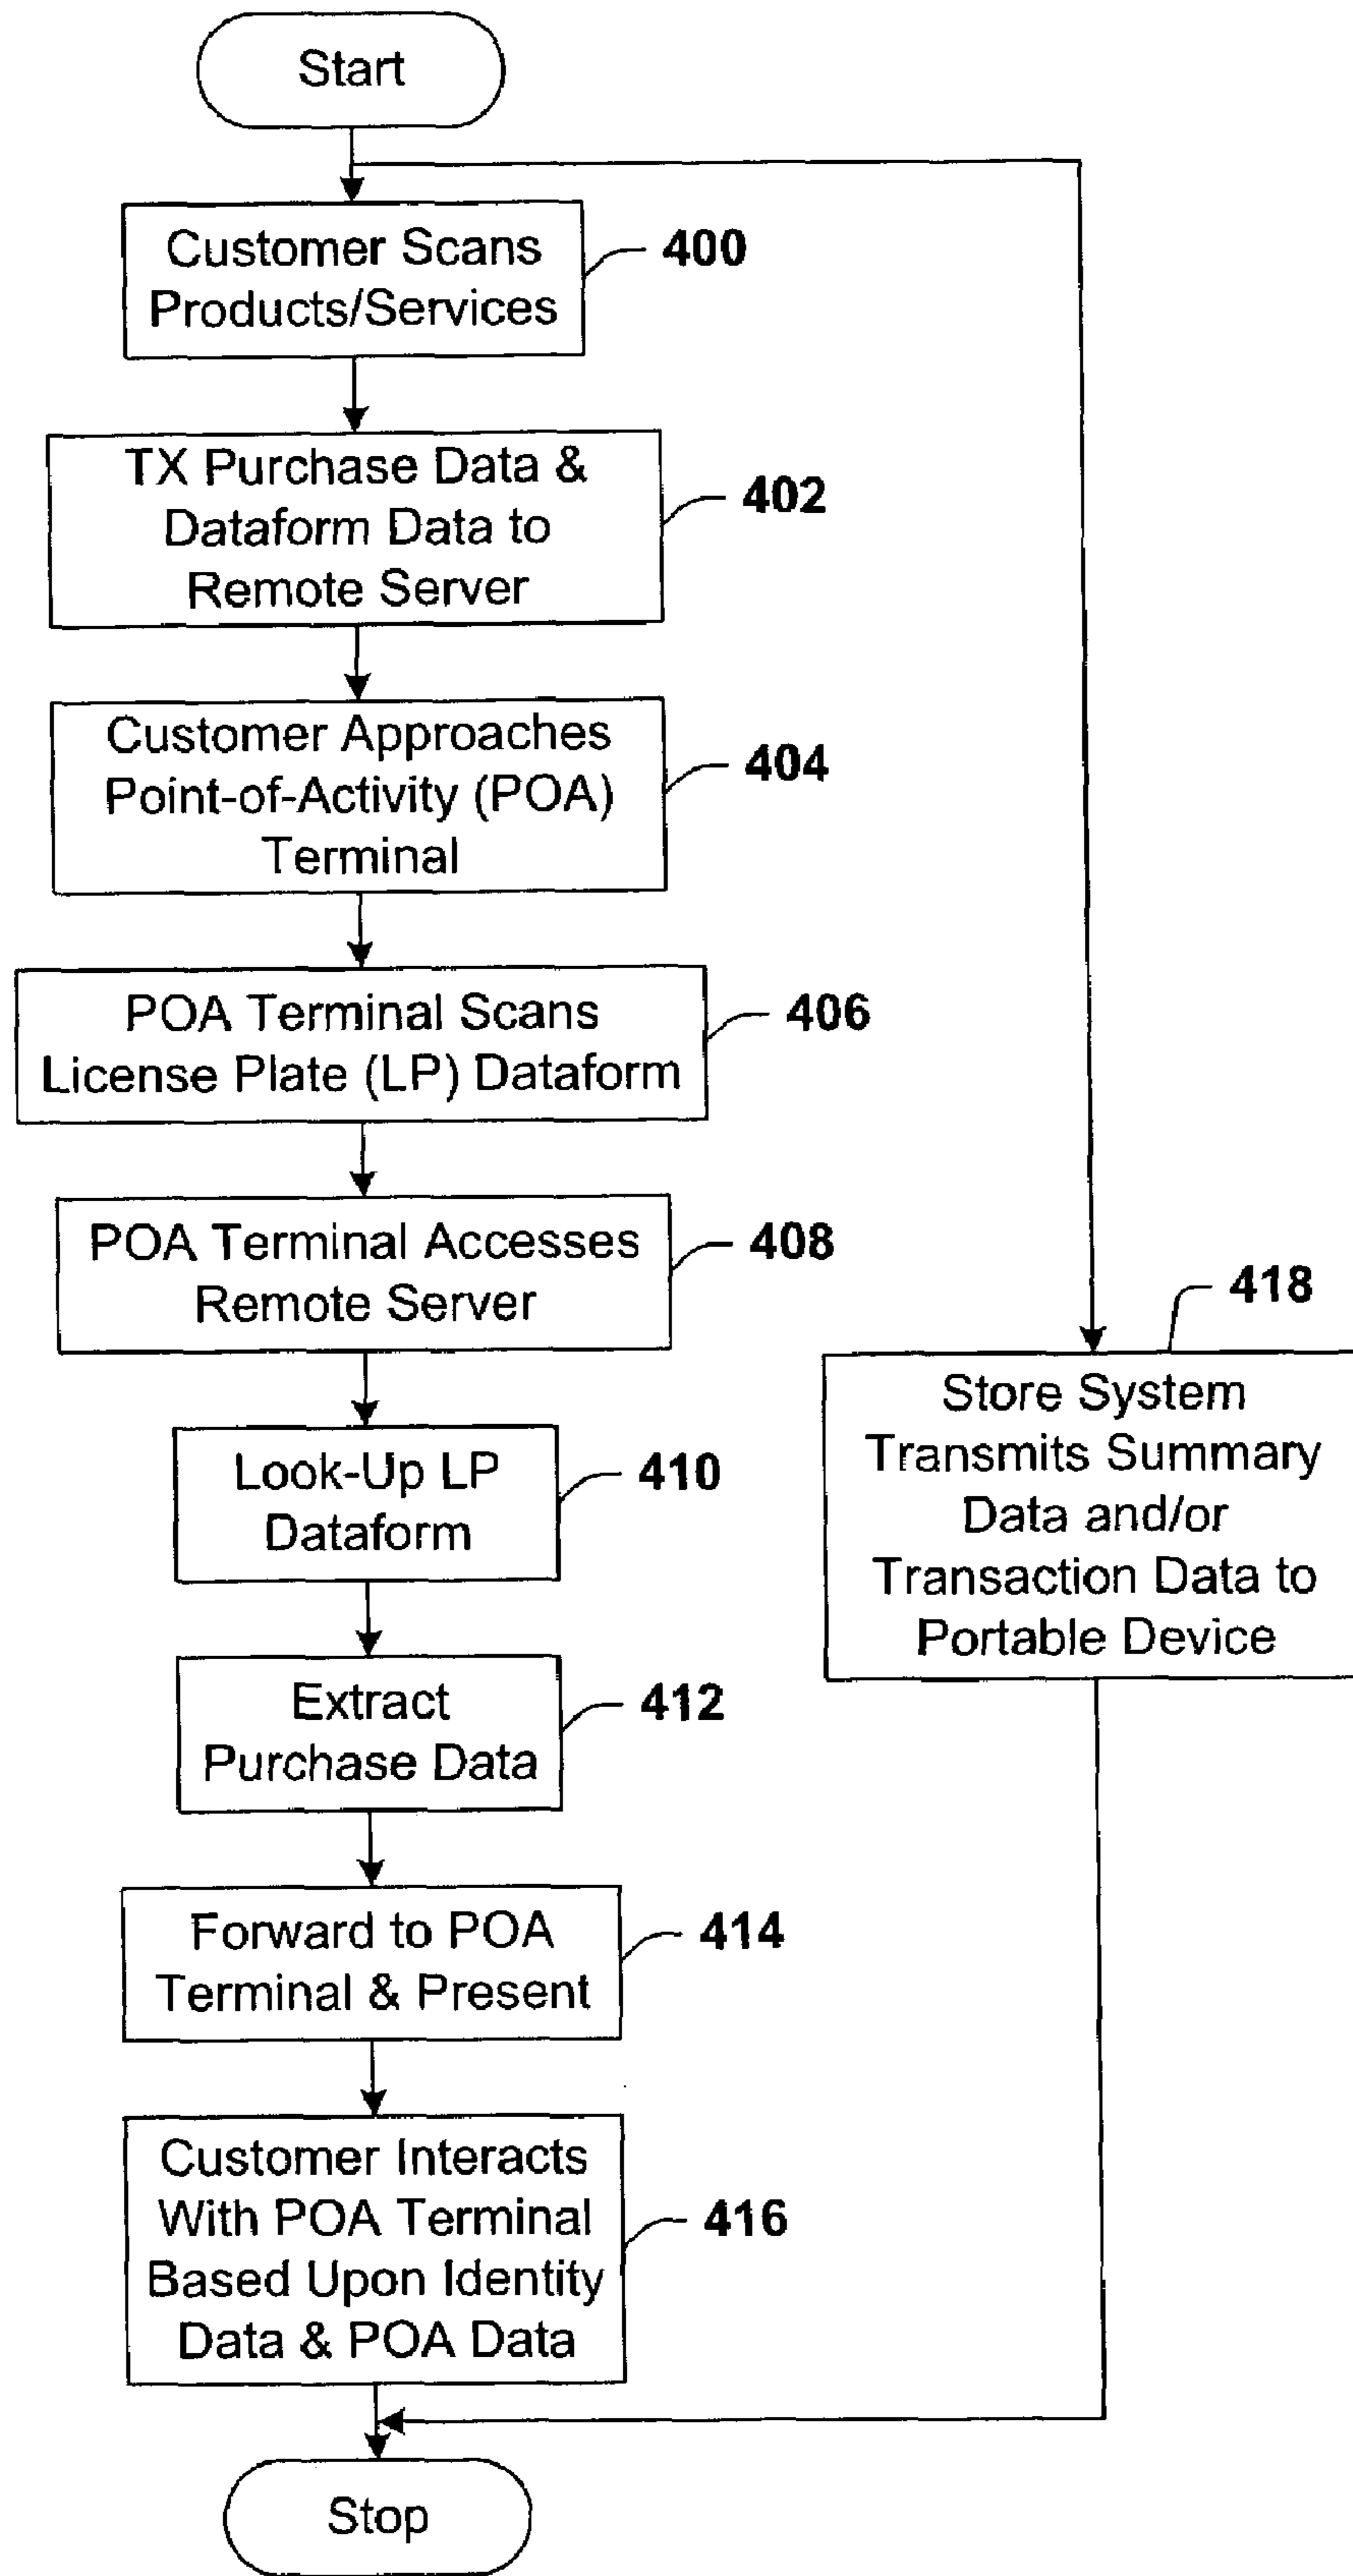 Start
Customer Scans
Products/Services
400
TX Purchase Data &
Dataform Data to
Remote Server
402
Customer Approaches
Point-of-Activity (POA)
Terminal
404
POA Terminal Scans
License Plate (LP) Dataform
406
POA Terminal Accesses
Remote Server
408
Look-Up LP
Dataform
410
Extract
Purchase Data
412
Forward to POA
Terminal & Present
414
Customer Interacts
With POA Terminal
Based Upon Identity
Data & POA Data
416
418
Store System
Transmits Summary
Data and/or
Transaction Data to
Portable Device
Stop